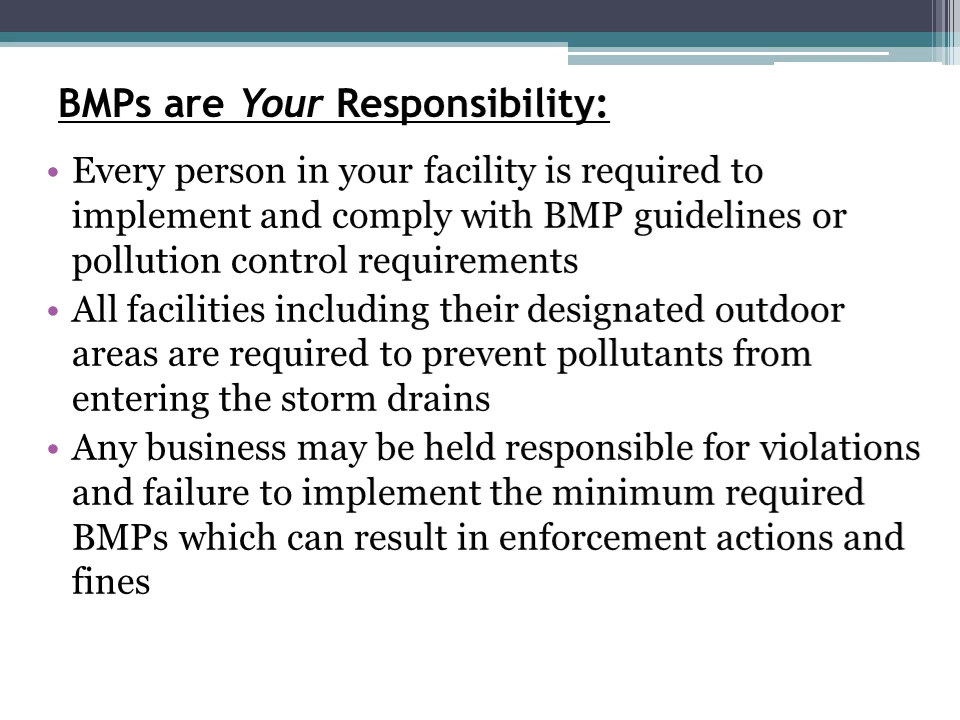 BMPs are Your Responsibility:
• Every person in your facility is required to
implement and comply with BMP guidelines or
pollution control requirements
• All facilities including their designated outdoor
areas are required to prevent pollutants from
entering the storm drains
• Any business may be held responsible for violations
and failure to implement the minimum required
BMPs which can result in enforcement actions and
fines